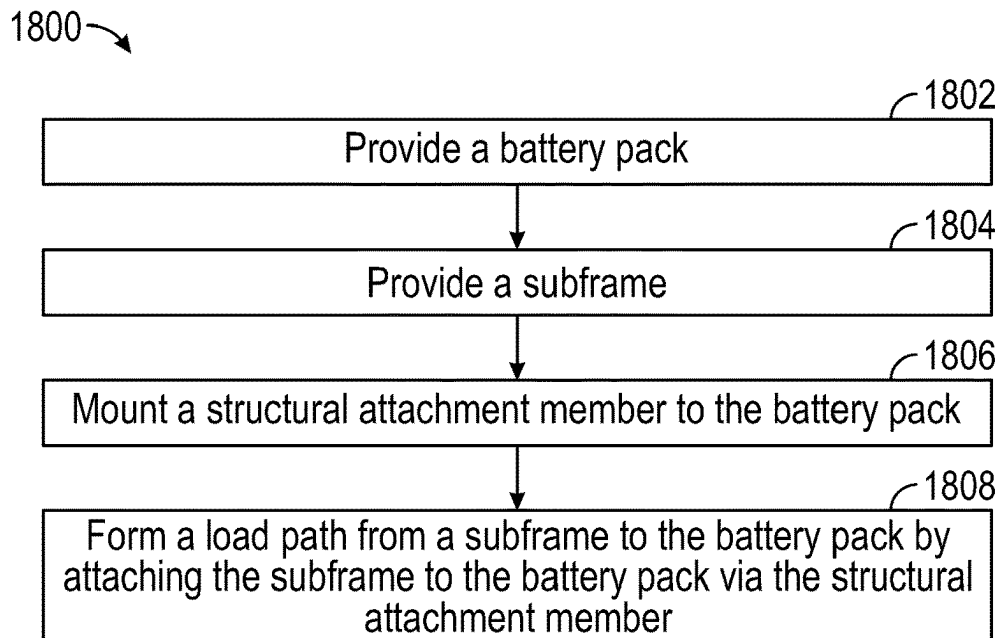 1800
1802
Provide a battery pack
1804
Provide a subframe
1806
Mount a structural attachment member to the battery pack
1808
Form a load path from a subframe to the battery pack by
attaching the subframe to the battery pack via the structural
attachment member